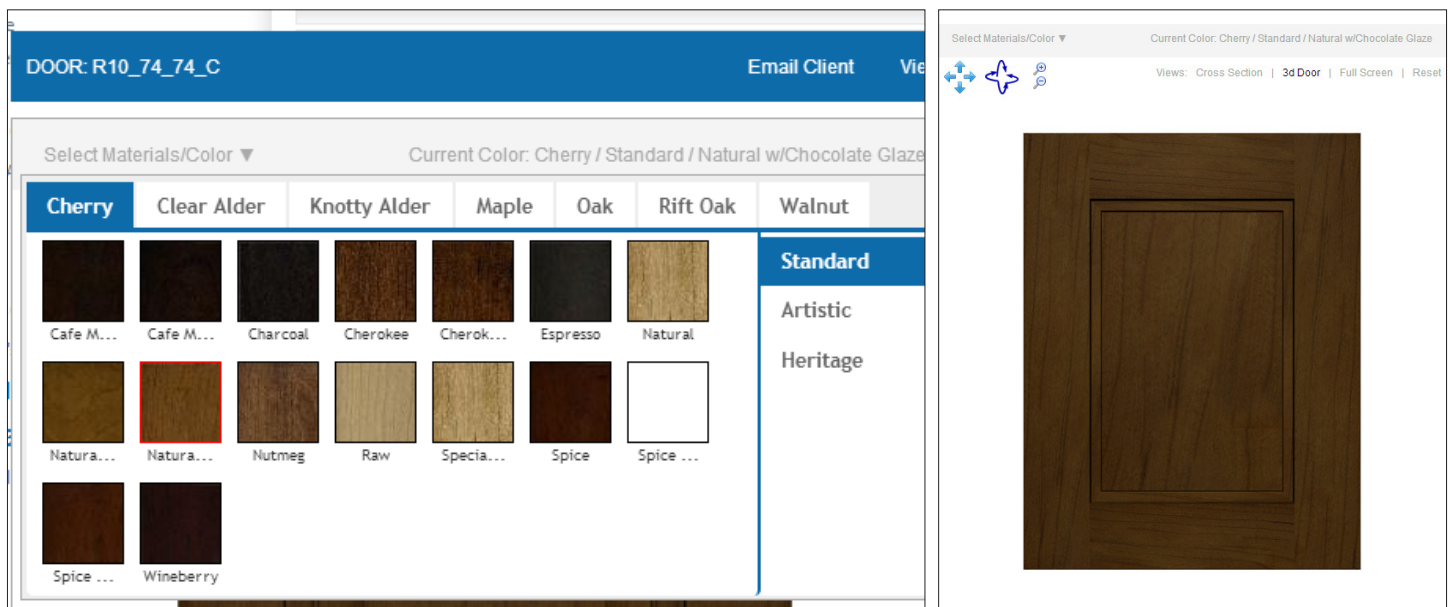 DOOR: R10_74_74_C Email Client Vie
Select Materials/Color ▼ Current Color: Cherry / Standard / Natural w/Chocolate Glaze
Cherry Clear Alder Knotty Alder Maple Oak Rift Oak Walnut
Cafe M... Cafe M... Charcoal Cherokee Cherok... Espresso Natural
Natura... Natura... Nutmeg Raw Specia... Spice Spice ...
Spice ... Wineberry
Standard
Artistic
Heritage
Select Materials/Color ▼ Current Color: Cherry / Standard / Natural w/Chocolate Glaze
Views: Cross Section | 3d Door | Full Screen | Reset